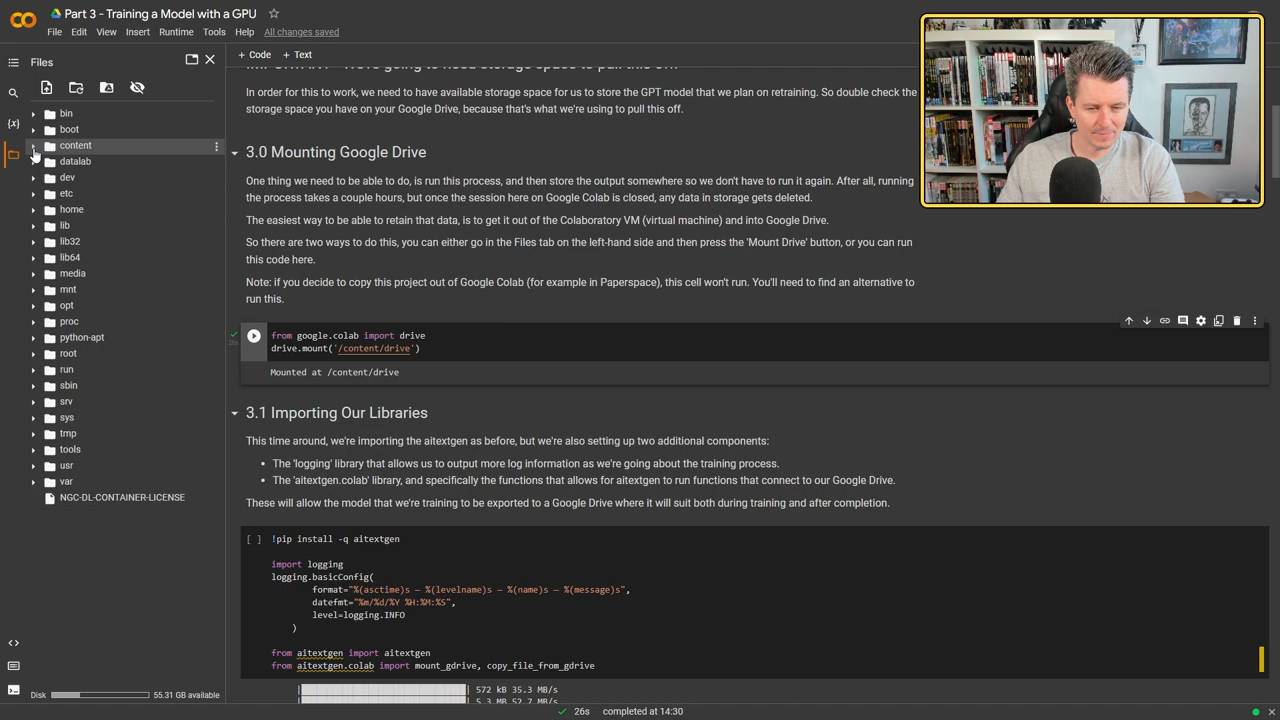 Part 3 - Training a Model with a GPU
File Edit View Insert Runtime Tools Help All changes saved
Files
bin
boot
content
datalab
dev
etc
home
lib
lib32
lib64
media
mnt
opt
proc
python-apt
root
run
sbin
srv
sys
tmp
tools
usr
var
NGC-DL-CONTAINER-LICENSE
Disk 55.31 GB available
+ Code + Text
In order for this to work, we need to have available storage space for us to store the GPT model that we plan on retraining. So double check the
storage space you have on your Google Drive, because that's what we're using to pull this off.
3.0 Mounting Google Drive
One thing we need to be able to do, is run this process, and then store the output somewhere so we don't have to run it again. After all, running
the process takes a couple hours, but once the session here on Google Colab is closed, any data in storage gets deleted.
The easiest way to be able to retain that data, is to get it out of the Colaboratory VM (virtual machine) and into Google Drive.
So there are two ways to do this, you can either go in the Files tab on the left-hand side and then press the 'Mount Drive' button, or you can run
this code here.
Note: if you decide to copy this project out of Google Colab (for example in Paperspace), this cell won't run. You'll need to find an alternative to
run this.
from google.colab import drive
drive.mount('/content/drive')
Mounted at /content/drive
3.1 Importing Our Libraries
This time around, we're importing the aitextgen as before, but we're also setting up two additional components:
• The 'logging' library that allows us to output more log information as we're going about the training process.
• The 'aitextgen.colab' library, and specifically the functions that allows for aitextgen to run functions that connect to our Google Drive.
These will allow the model that we're training to be exported to a Google Drive where it will suit both during training and after completion.
[ ] !pip install -q aitextgen
import logging
logging.basicConfig(
format="%(asctime)s — %(levelname)s — %(name)s — %(message)s",
datefmt="%m/%d/%Y %H:%M:%S",
level=logging.INFO
)
from aitextgen import aitextgen
from aitextgen.colab import mount_gdrive, copy_file_from_gdrive
572 kB 35.3 MB/s
5.3 MB 52.7 MB/s
26s completed at 14:30